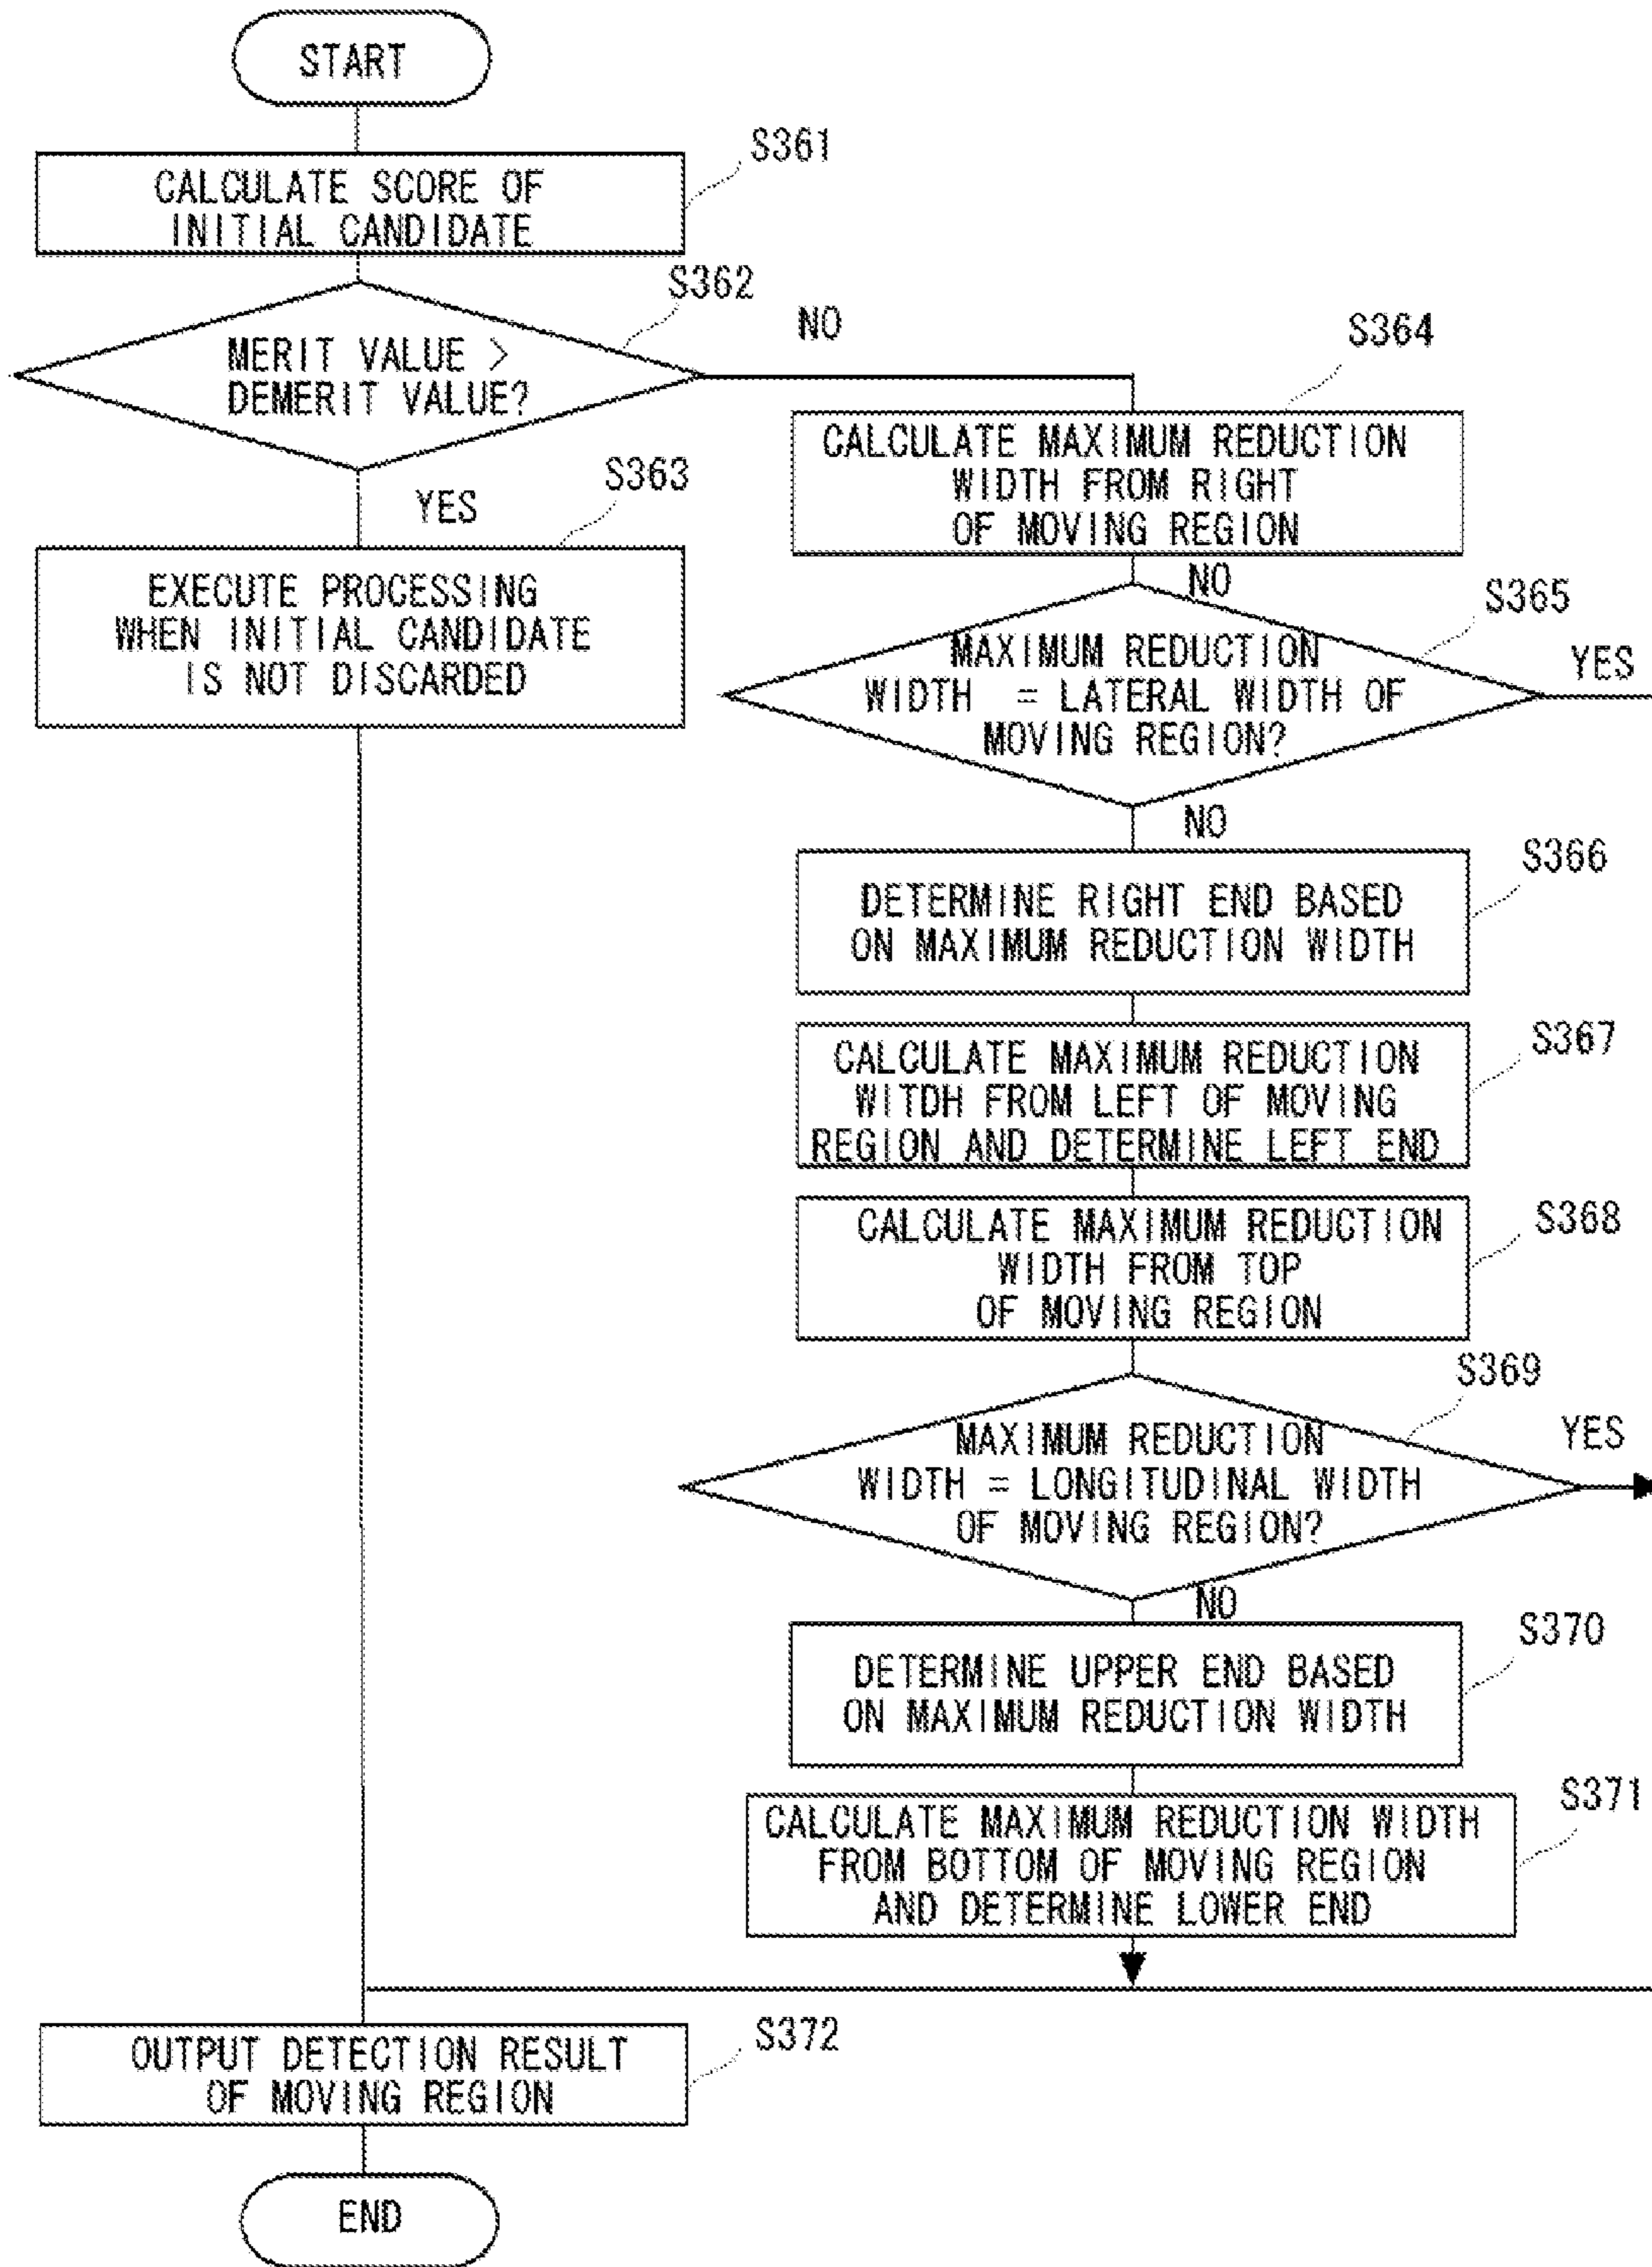 START
S361
CALCULATE SCORE OF
INITIAL CANDIDATE
S362
MERIT VALUE >
DEMERIT VALUE?
NO
YES
S363
EXECUTE PROCESSING
WHEN INITIAL CANDIDATE
IS NOT DISCARDED
S364
CALCULATE MAXIMUM REDUCTION
WIDTH FROM RIGHT
OF MOVING REGION
NO
S365
MAXIMUM REDUCTION
WIDTH = LATERAL WIDTH OF
MOVING REGION?
YES
NO
S366
DETERMINE RIGHT END BASED
ON MAXIMUM REDUCTION WIDTH
S367
CALCULATE MAXIMUM REDUCTION
WITDH FROM LEFT OF MOVING
REGION AND DETERMINE LEFT END
S368
CALCULATE MAXIMUM REDUCTION
WIDTH FROM TOP
OF MOVING REGION
S369
MAXIMUM REDUCTION
WIDTH = LONGITUDINAL WIDTH
OF MOVING REGION?
YES
NO
S370
DETERMINE UPPER END BASED
ON MAXIMUM REDUCTION WIDTH
S371
CALCULATE MAXIMUM REDUCTION WIDTH
FROM BOTTOM OF MOVING REGION
AND DETERMINE LOWER END
S372
OUTPUT DETECTION RESULT
OF MOVING REGION
END